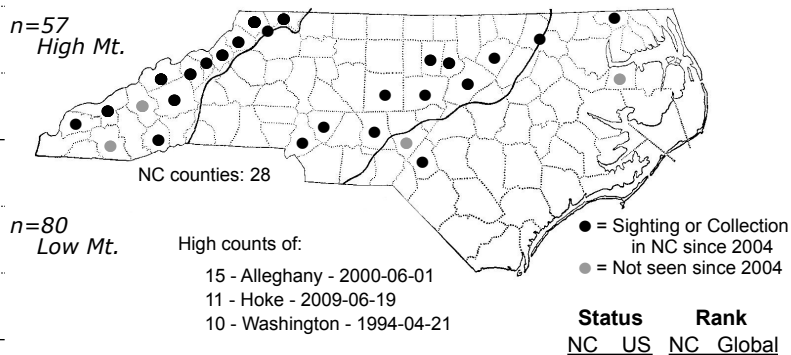 n=57
High Mt.
NC counties: 28
n=80
Low Mt.
High counts of:
15 - Alleghany - 2000-06-01
11 - Hoke - 2009-06-19
10 - Washington - 1994-04-21
= Sighting or Collection
in NC since 2004
= Not seen since 2004
Status Rank
NC US NC Global